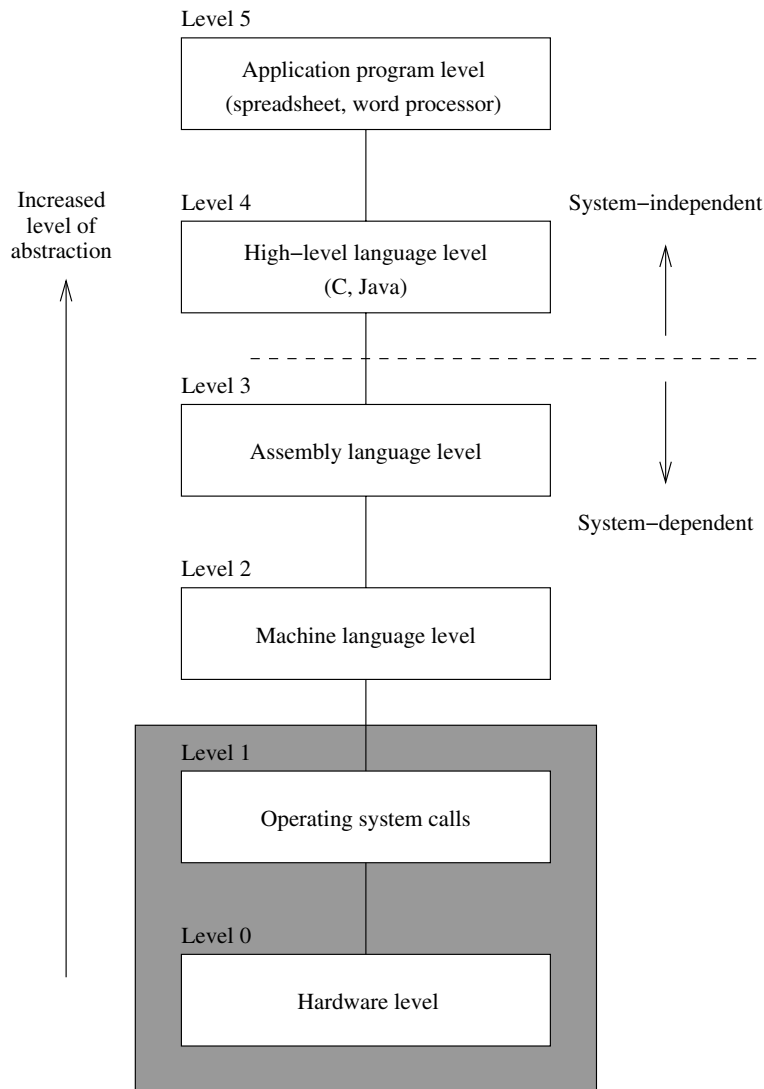 Level 5
Application program level
(spreadsheet, word processor)
Increased
level of
abstraction
Level 4
High−level language level
(C, Java)
System−independent
Level 3
Assembly language level
System−dependent
Level 2
Machine language level
Level 1
Operating system calls
Level 0
Hardware level